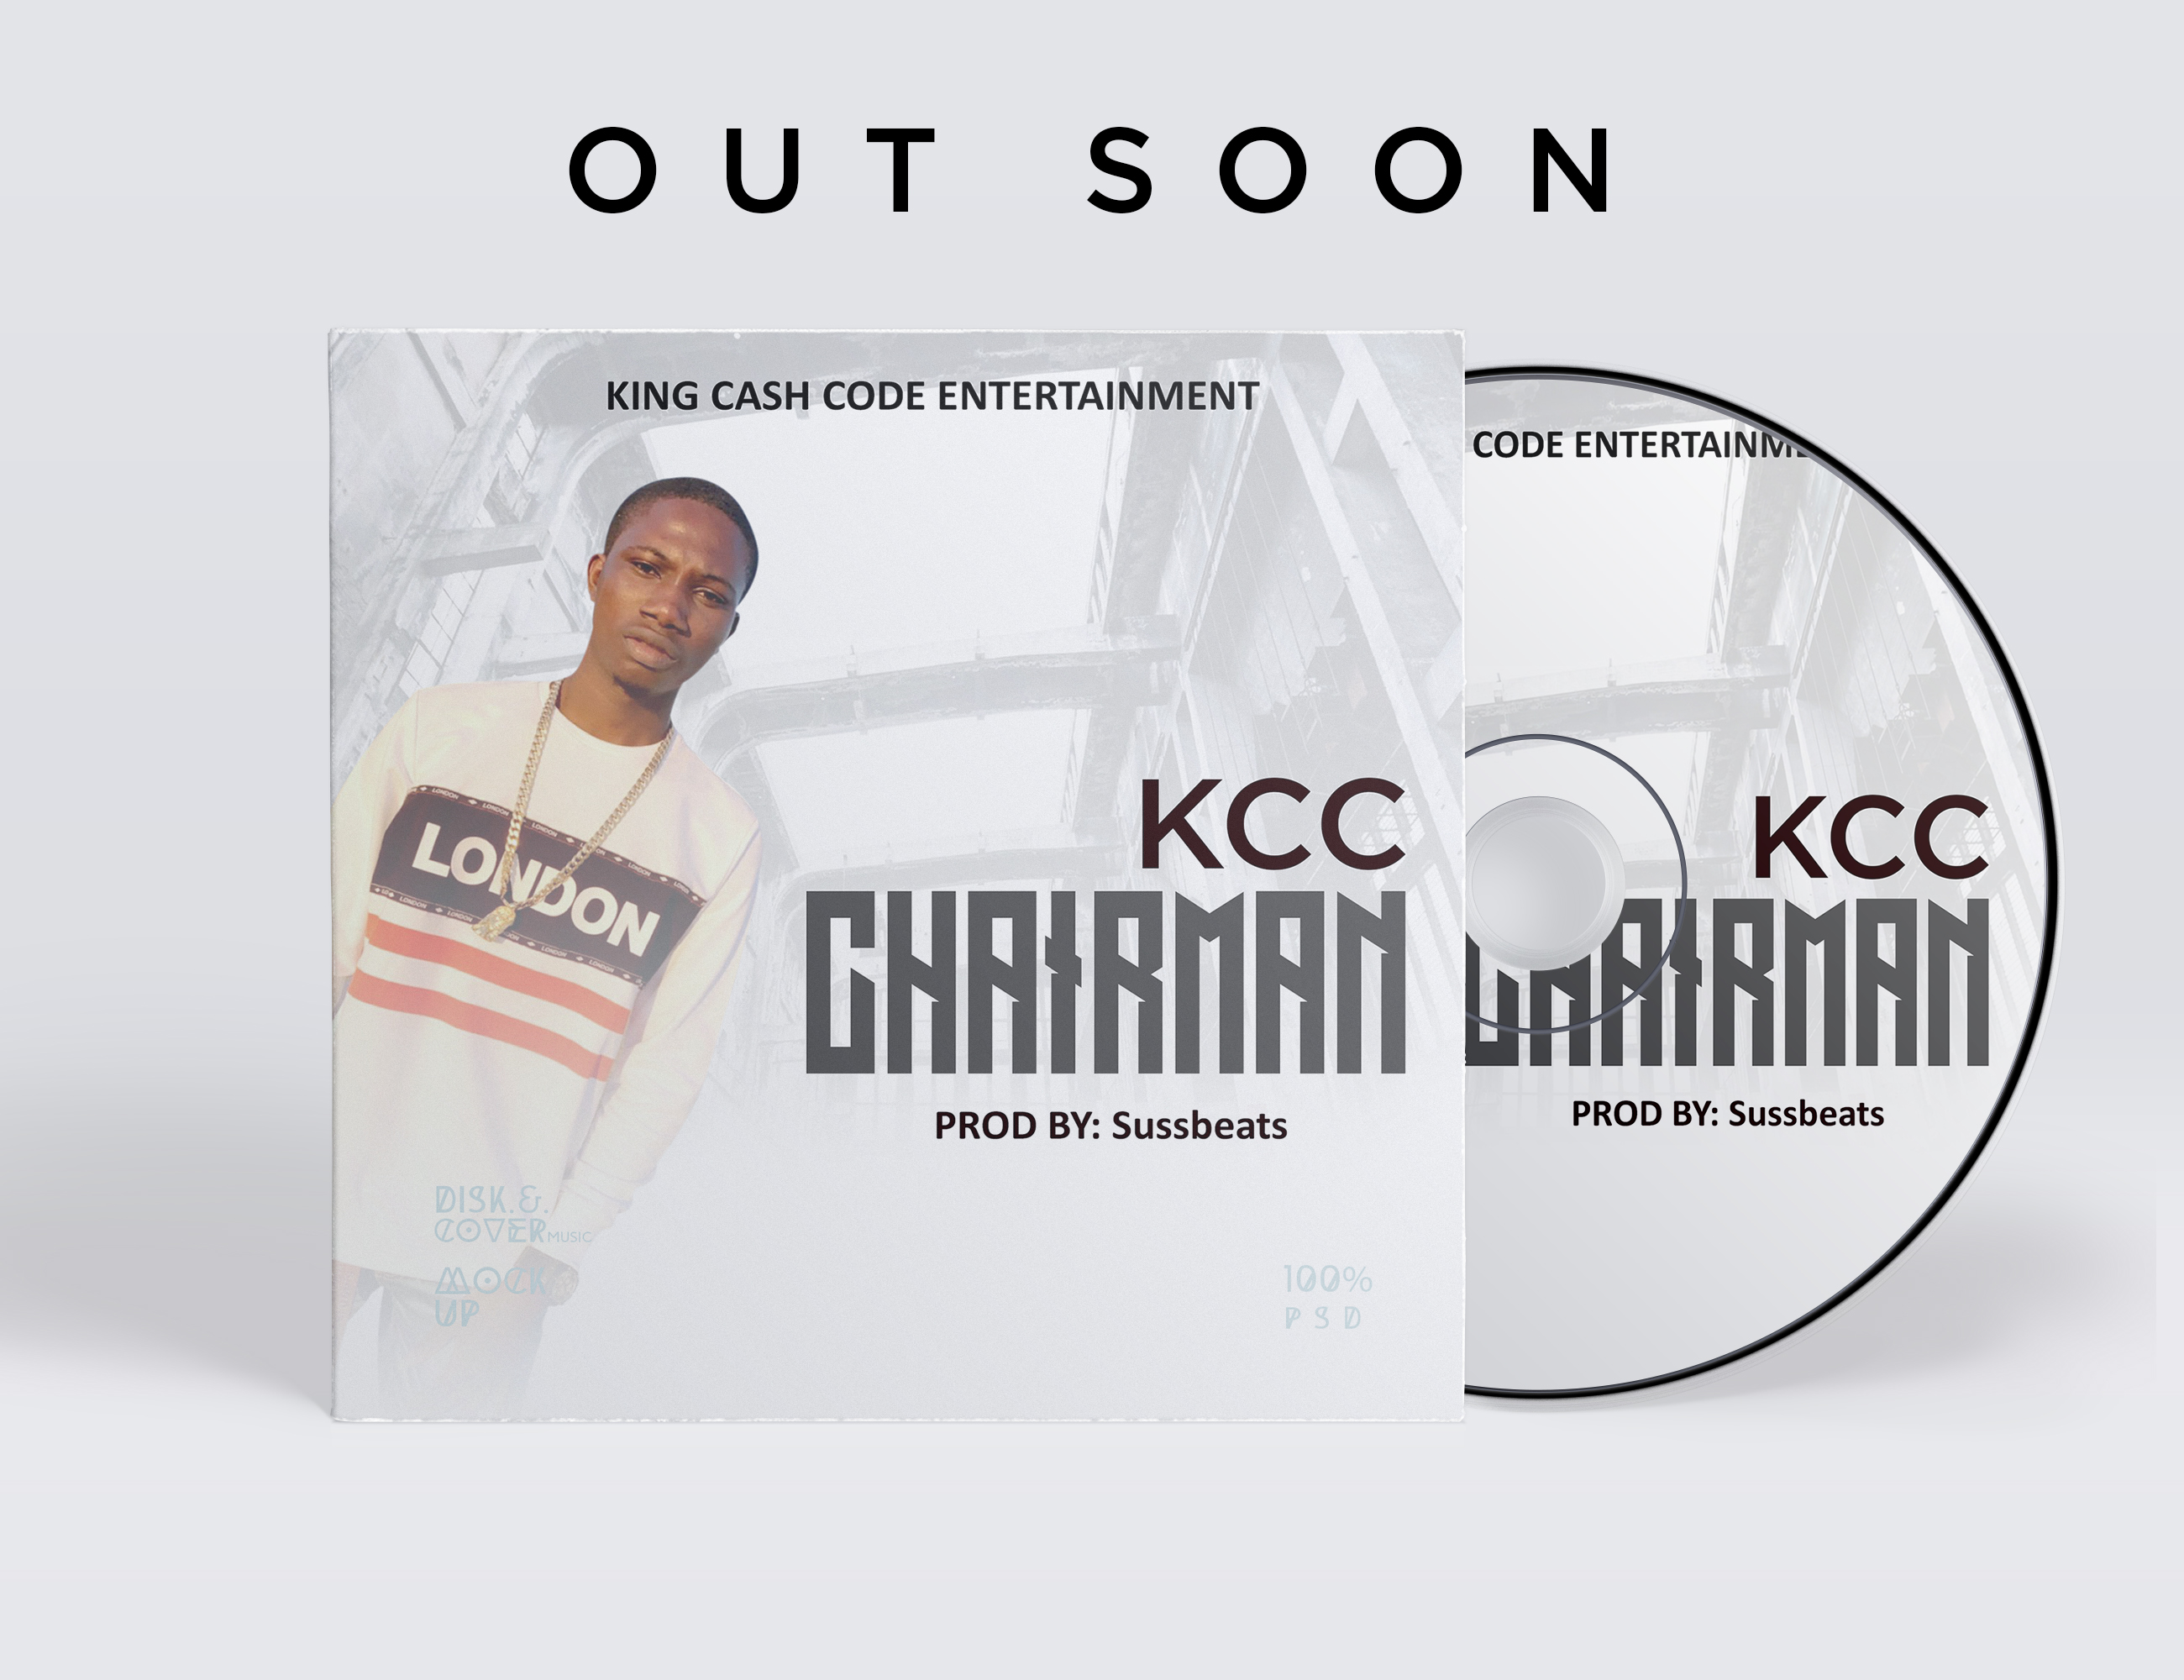 OUT SOON
KING CASH CODE ENTERTAINMENT
LONDON
KCC
CHAIRMAN
PROD BY: Sussbeats
DISK.&.
COVER MUSIC
MOCK
UP
100%
PSD
CODE ENTERTAINM
KCC
CHAIRMAN
PROD BY: Sussbeats